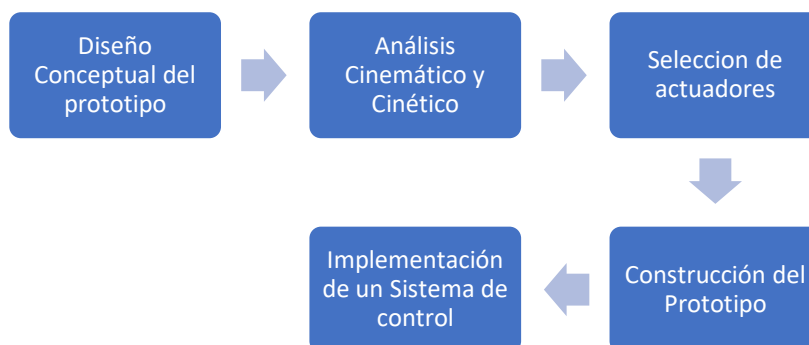 Diseño
Conceptual del
prototipo
Análisis
Cinemático y
Cinético
Seleccion de
actuadores
Construcción del
Prototipo
Implementación
de un Sistema de
control